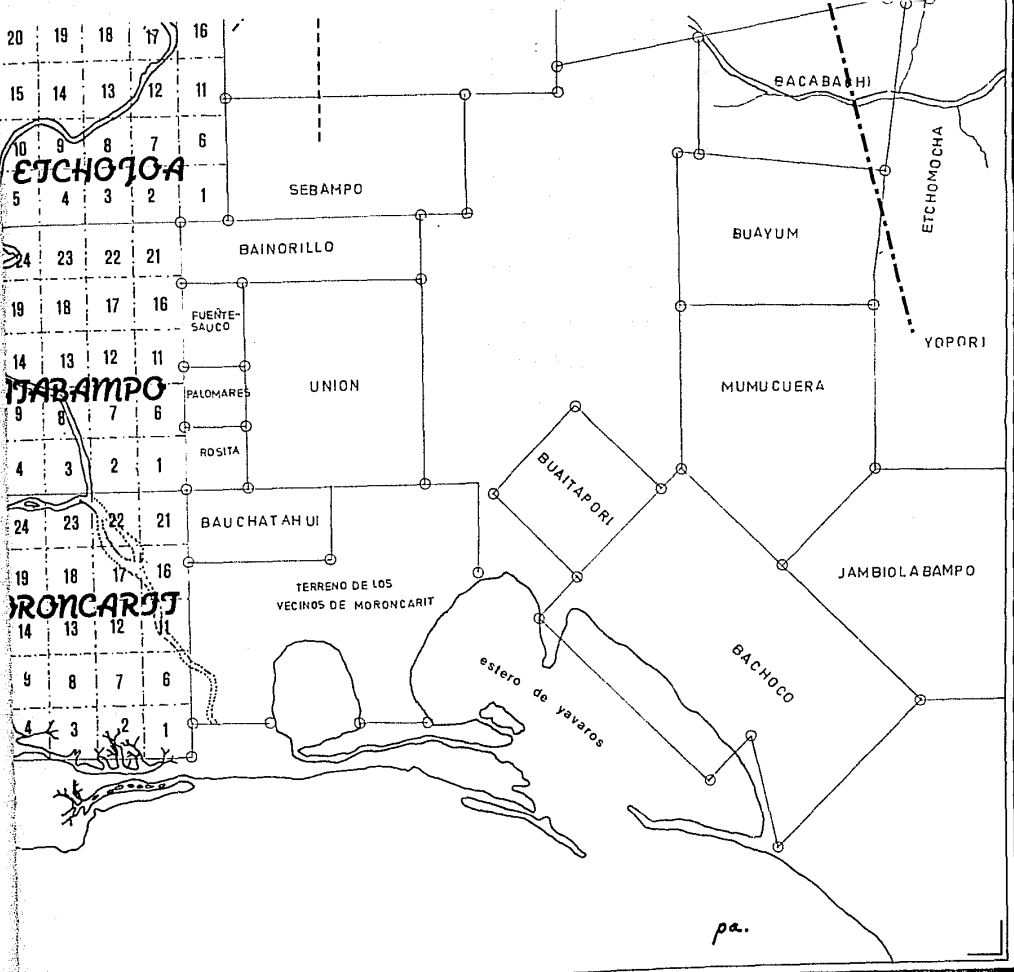 20 19 18 17 16
15 14 13 12 11
10 9 8 7 6
ETCHOJOA
5 4 3 2 1
24 23 22 21
19 18 17 16
14 13 12 11
ITABAMPO
9 8 7 6
4 3 2 1
24 23 22 21
19 18 17 16
ORONCARIT
14 13 12 11
9 8 7 6
4 3 2 1
SEBAMPO
BAINORILLO
FUENTE-
SAUCO
PALOMARES
ROSITA
UNION
BAUCHATAHUI
TERRENO DE LOS
VECINOS DE MORONCARIT
BACABACHI
ETCHOMOCHA
BUAYUM
YOPORI
MUMUCUERA
BUAITAPORI
JAMBIOLABAMPO
BACHOCO
estero de yavaros
pa.